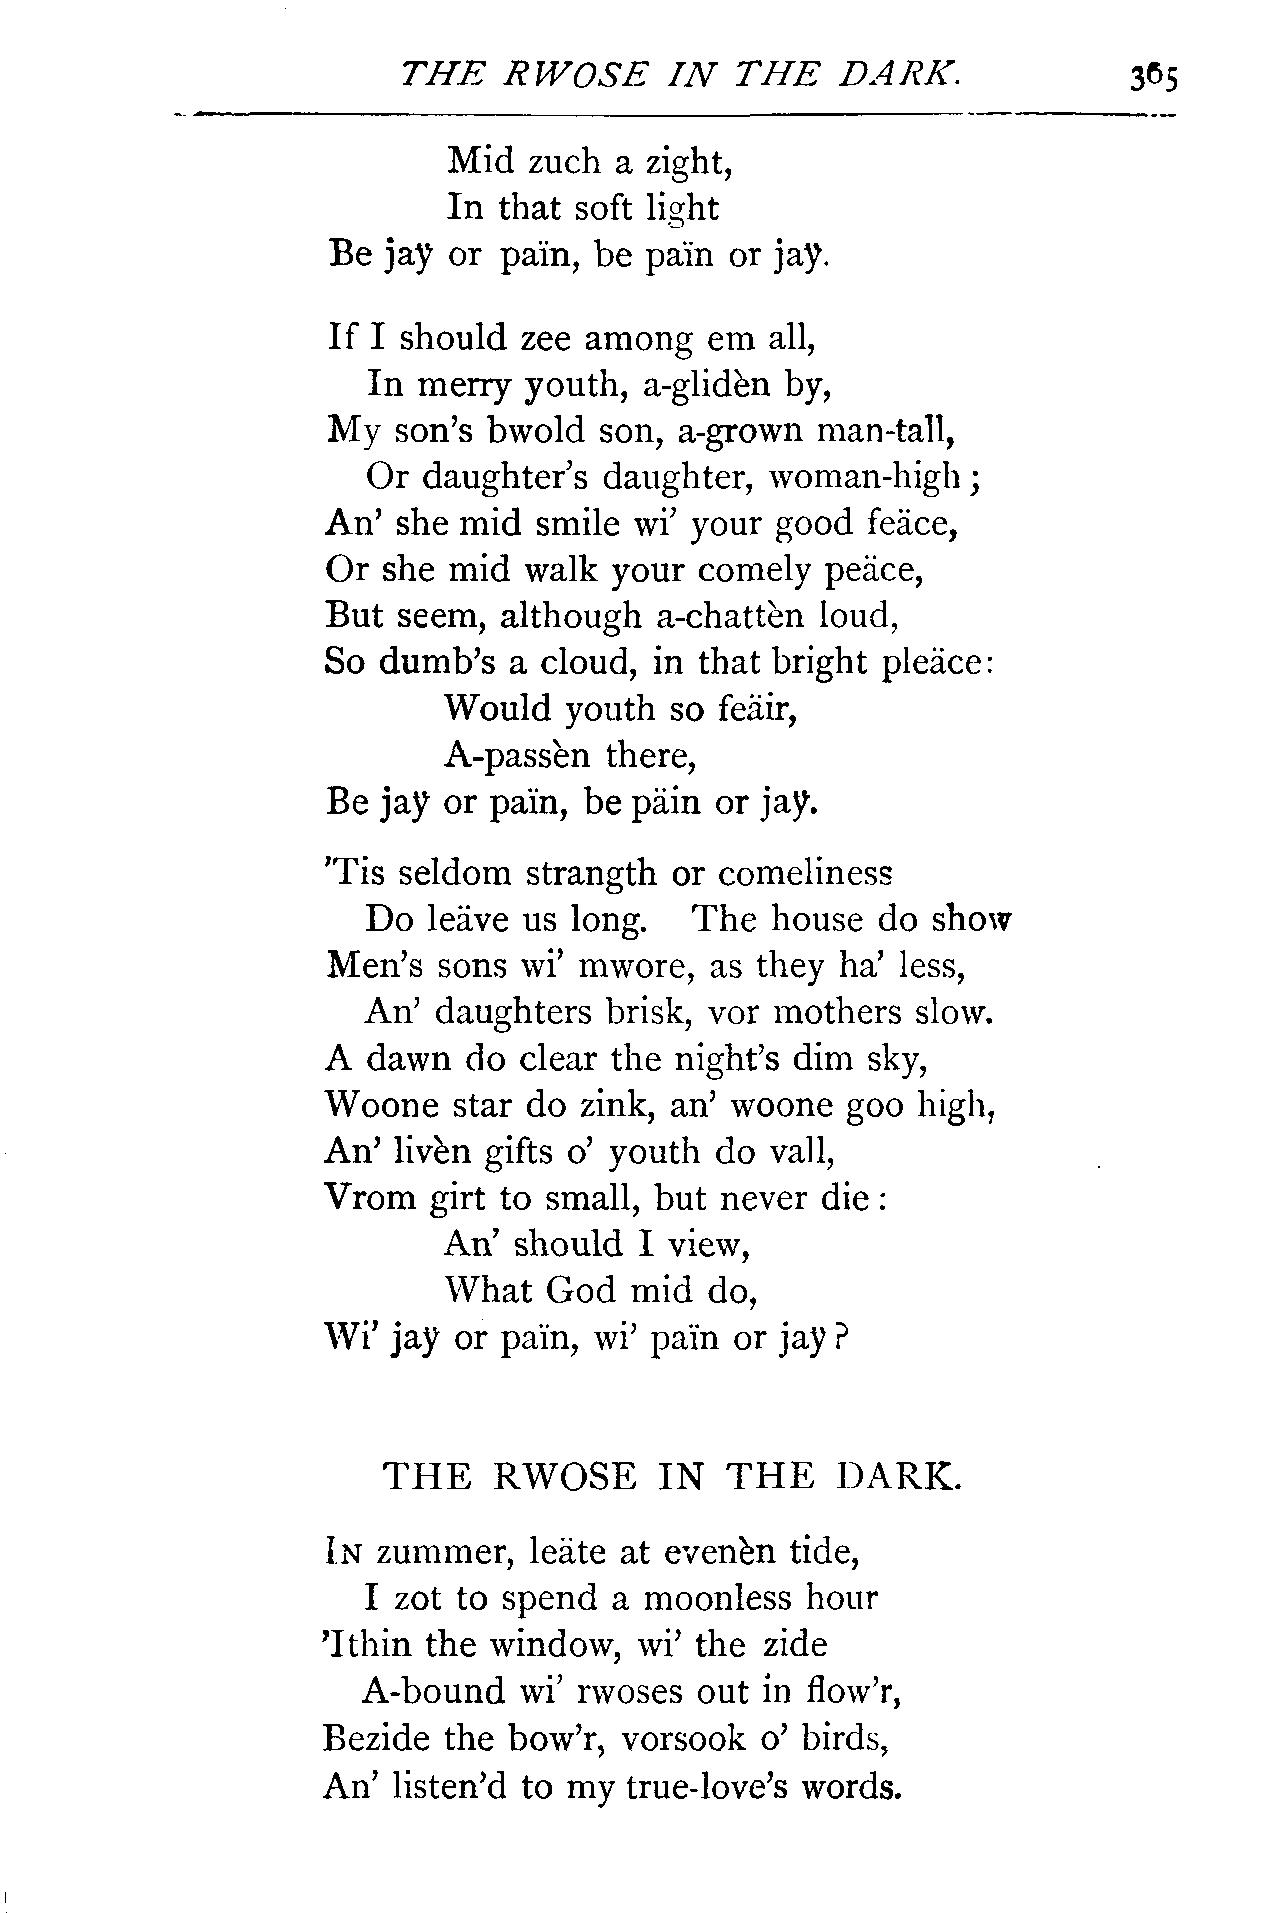 THE RWOSE IN THE DARK. 365
Mid zuch a zight,
In that soft light
Be jaÿ or païn, be païn or jaÿ.
If I should zee among em all,
In merry youth, a-glidèn by,
My son's bwold son, a-grown man-tall,
Or daughter's daughter, woman-high;
An' she mid smile wi' your good feäce,
Or she mid walk your comely peäce,
But seem, although a-chattèn loud,
So dumb's a cloud, in that bright pleäce:
Would youth so feäir,
A-passèn there,
Be jaÿ or païn, be päin or jaÿ.
'Tis seldom strangth or comeliness
Do leäve us long. The house do show
Men's sons wi' mwore, as they ha' less,
An' daughters brisk, vor mothers slow.
A dawn do clear the night's dim sky,
Woone star do zink, an' woone goo high,
An' livèn gifts o' youth do vall,
Vrom girt to small, but never die:
An' should I view,
What God mid do,
Wi' jaÿ or païn, wi' païn or jaÿ?
THE RWOSE IN THE DARK.
IN zummer, leäte at evenèn tide,
I zot to spend a moonless hour
'Ithin the window, wi' the zide
A-bound wi' rwoses out in flow'r,
Bezide the bow'r, vorsook o' birds,
An' listen'd to my true-love's words.